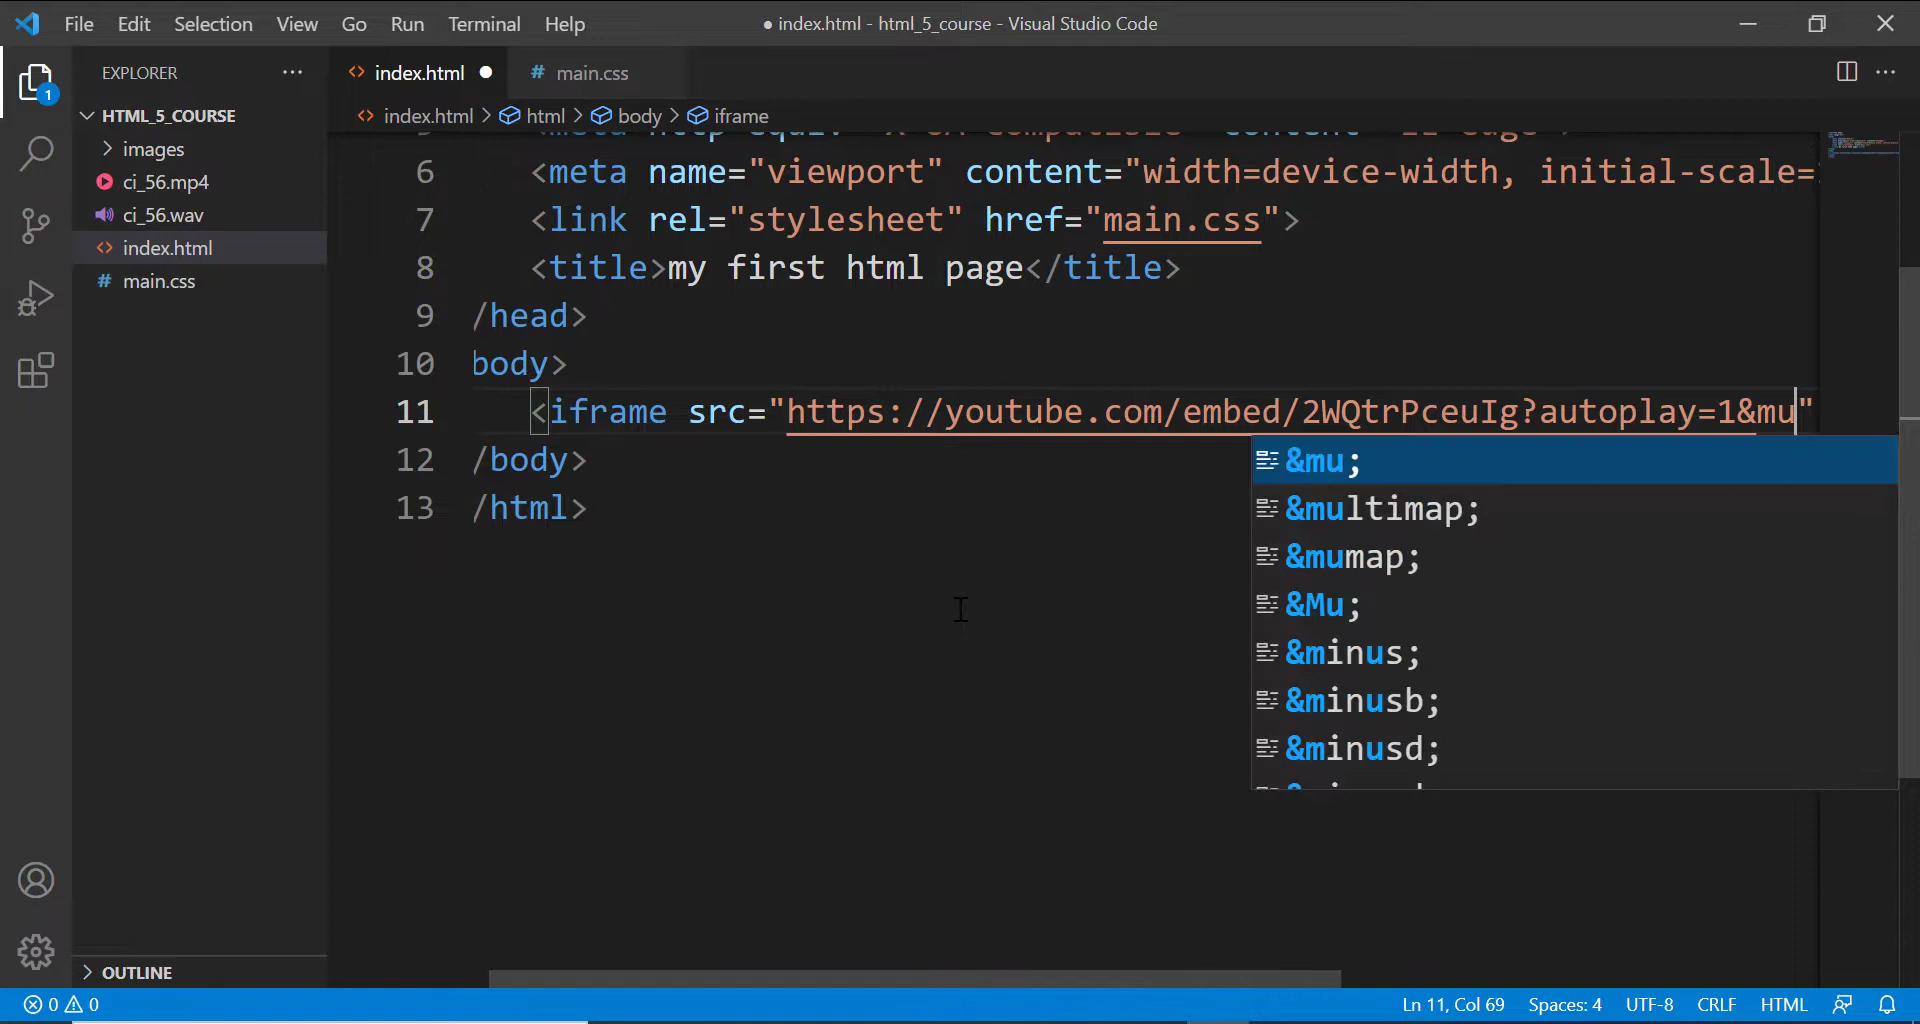 File Edit Selection View Go Run Terminal Help ● index.html - html_5_course - Visual Studio Code
EXPLORER ···
index.html ●
# main.css
index.html > html > body > iframe
HTML_5_COURSE
images
ci_56.mp4
ci_56.wav
index.html
# main.css
6 <meta name="viewport" content="width=device-width, initial-scale=
7 <link rel="stylesheet" href="main.css">
8 <title>my first html page</title>
9 /head>
10 body>
11 <iframe src="https://youtube.com/embed/2WQtrPceuIg?autoplay=1&mu"
12 /body>
13 /html>
&mu;
&multimap;
&mumap;
&Mu;
&minus;
&minusb;
&minusd;
OUTLINE
1
0 0
Ln 11, Col 69 Spaces: 4 UTF-8 CRLF HTML